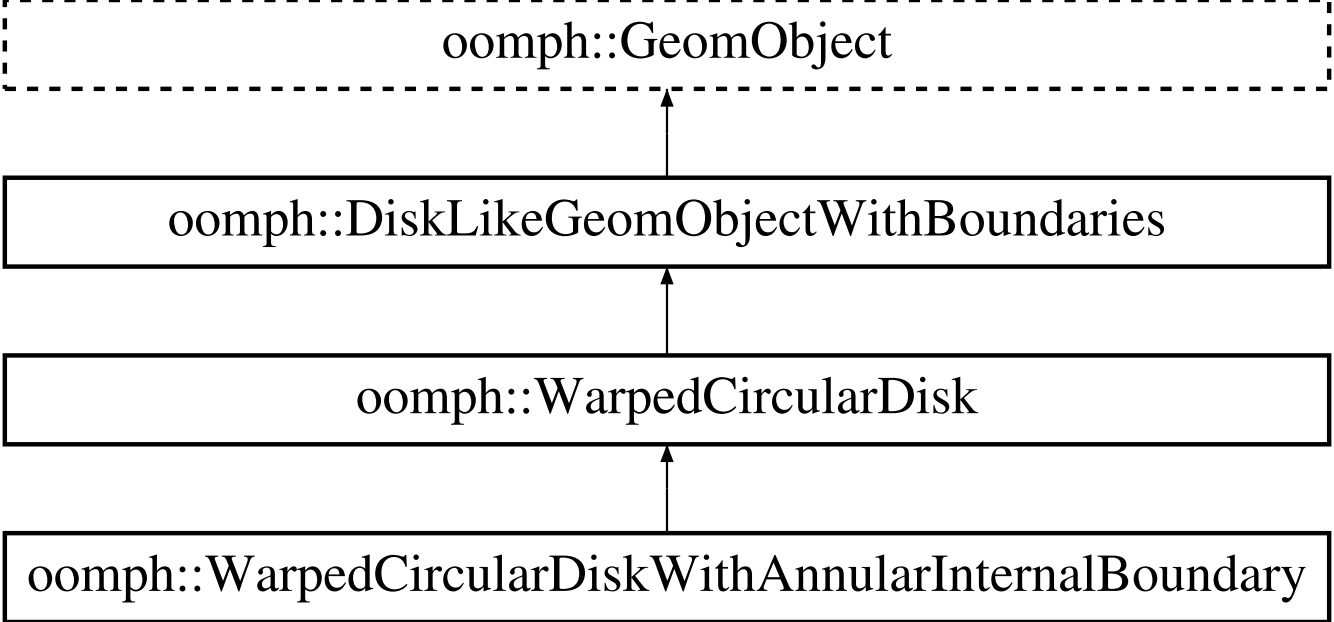 oomph::GeomObject
oomph::DiskLikeGeomObjectWithBoundaries
oomph::WarpedCircularDisk
oomph::WarpedCircularDiskWithAnnularInternalBoundary